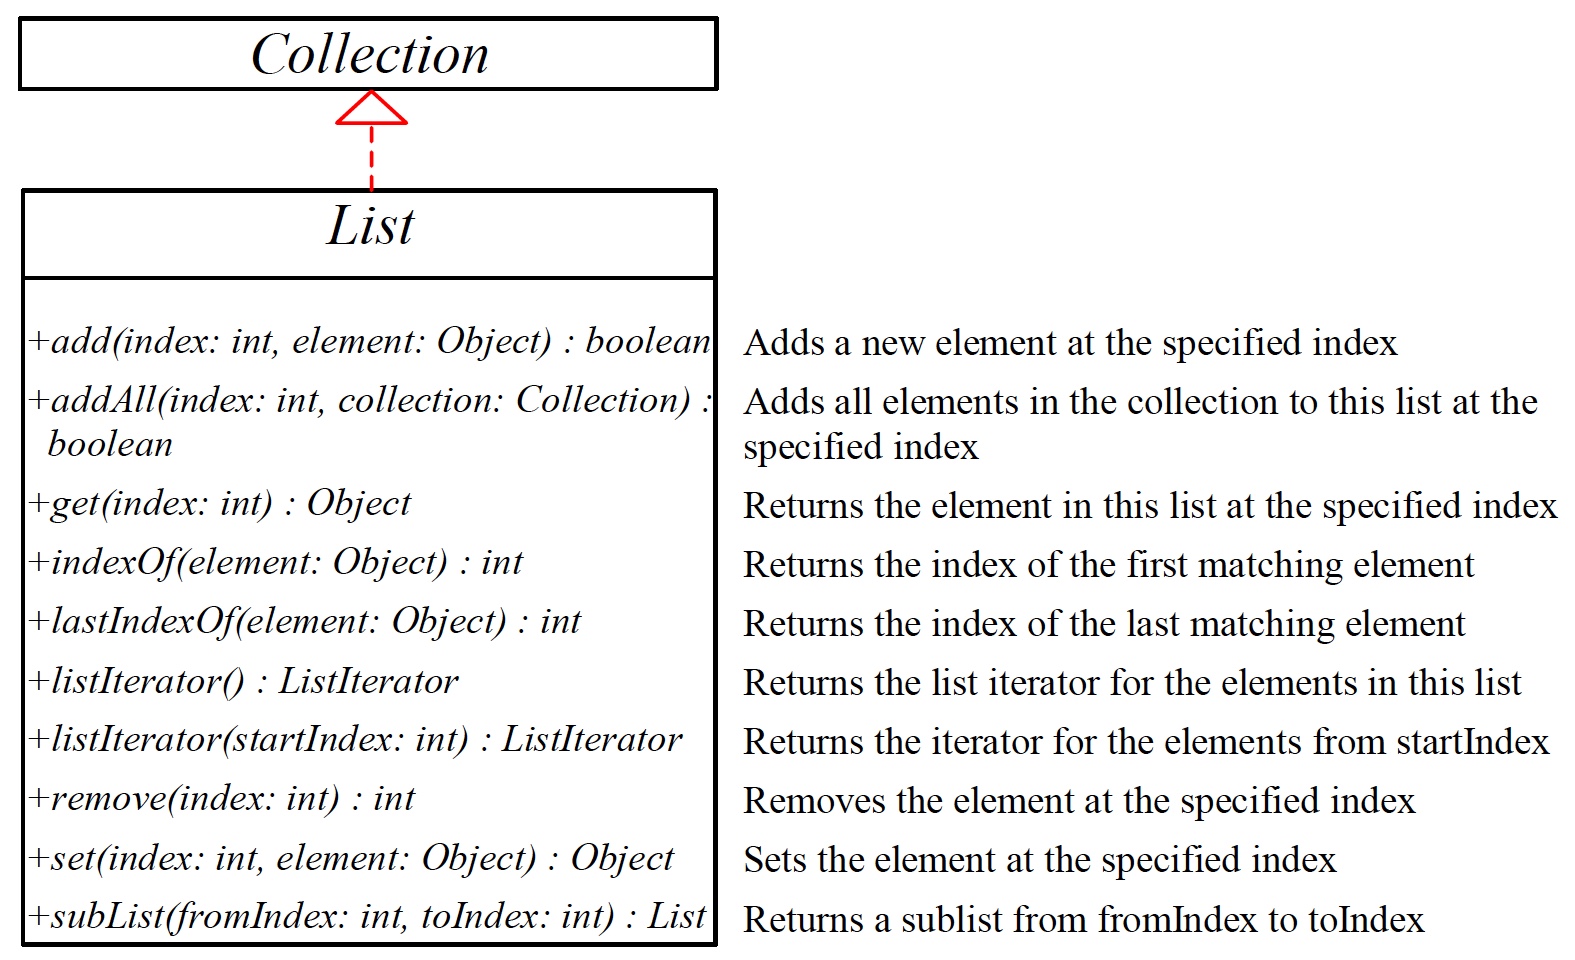 Collection
List
+add(index: int, element: Object) : boolean Adds a new element at the specified index
+addAll(index: int, collection: Collection) : Adds all elements in the collection to this list at the
boolean specified index
+get(index: int) : Object Returns the element in this list at the specified index
+indexOf(element: Object) : int Returns the index of the first matching element
+lastIndexOf(element: Object) : int Returns the index of the last matching element
+listIterator() : ListIterator Returns the list iterator for the elements in this list
+listIterator(startIndex: int) : ListIterator Returns the iterator for the elements from startIndex
+remove(index: int) : int Removes the element at the specified index
+set(index: int, element: Object) : Object Sets the element at the specified index
+subList(fromIndex: int, toIndex: int) : List Returns a sublist from fromIndex to toIndex